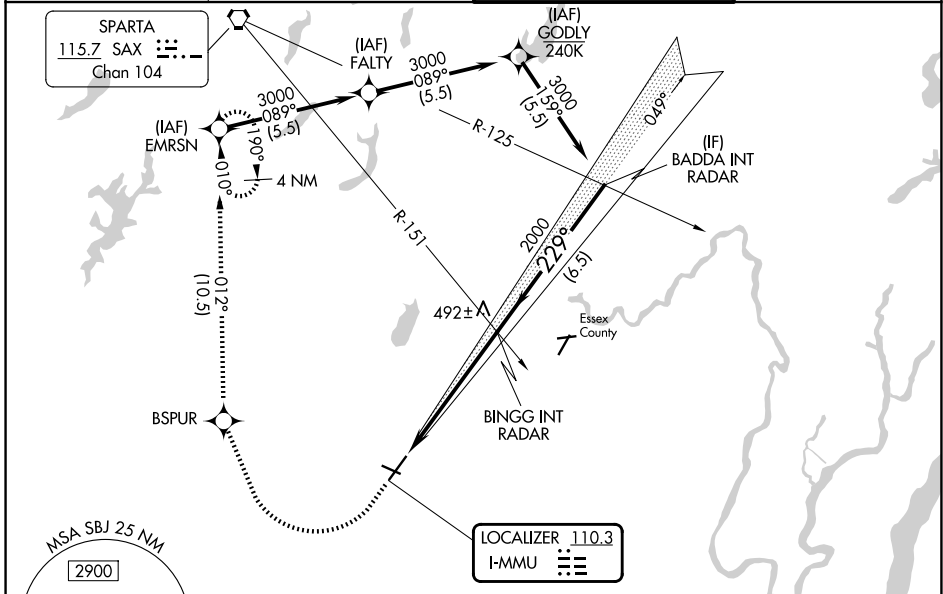 SPARTA
115.7 SAX
Chan 104
(IAF)
FALTY
(IAF)
GODLY
240K
3000
089°
(5.5)
3000
089°
(5.5)
3000
159°
(5.5)
(IAF)
EMRSN
190°
4 NM
010°
R-125
049°
(IF)
BADDA INT
RADAR
R-151
2000
229°
(6.5)
012°
(10.5)
492±
Essex
County
BSPUR
BINGG INT
RADAR
LOCALIZER 110.3
I-MMU
MSA SBJ 25 NM
2900